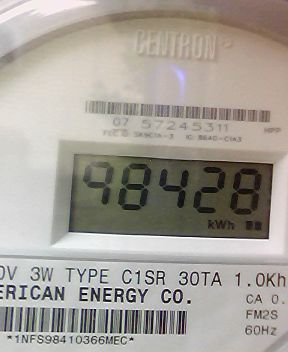 CENTRON
07 57245311
HPP
98428
kWh
0V 3W TYPE C1SR 30TA 1.0Kh
ERICAN ENERGY CO.
CA 0.
FM2S
60Hz
*1NFS98410366MEC*